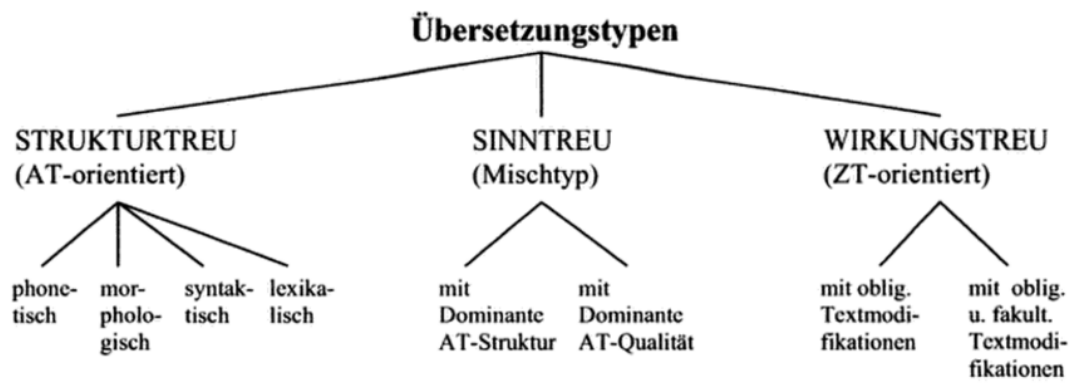 Übersetzungstypen
STRUKTURTREU
(AT-orientiert)
SINNTREU
(Mischtyp)
WIRKUNGSTREU
(ZT-orientiert)
phone-
tisch
mor-
pholo-
gisch
syntak-
tisch
lexika-
lisch
mit
Dominante
AT-Struktur
mit
Dominante
AT-Qualität
mit oblig.
Textmodi-
fikationen
mit oblig.
u. fakult.
Textmodi-
fikationen